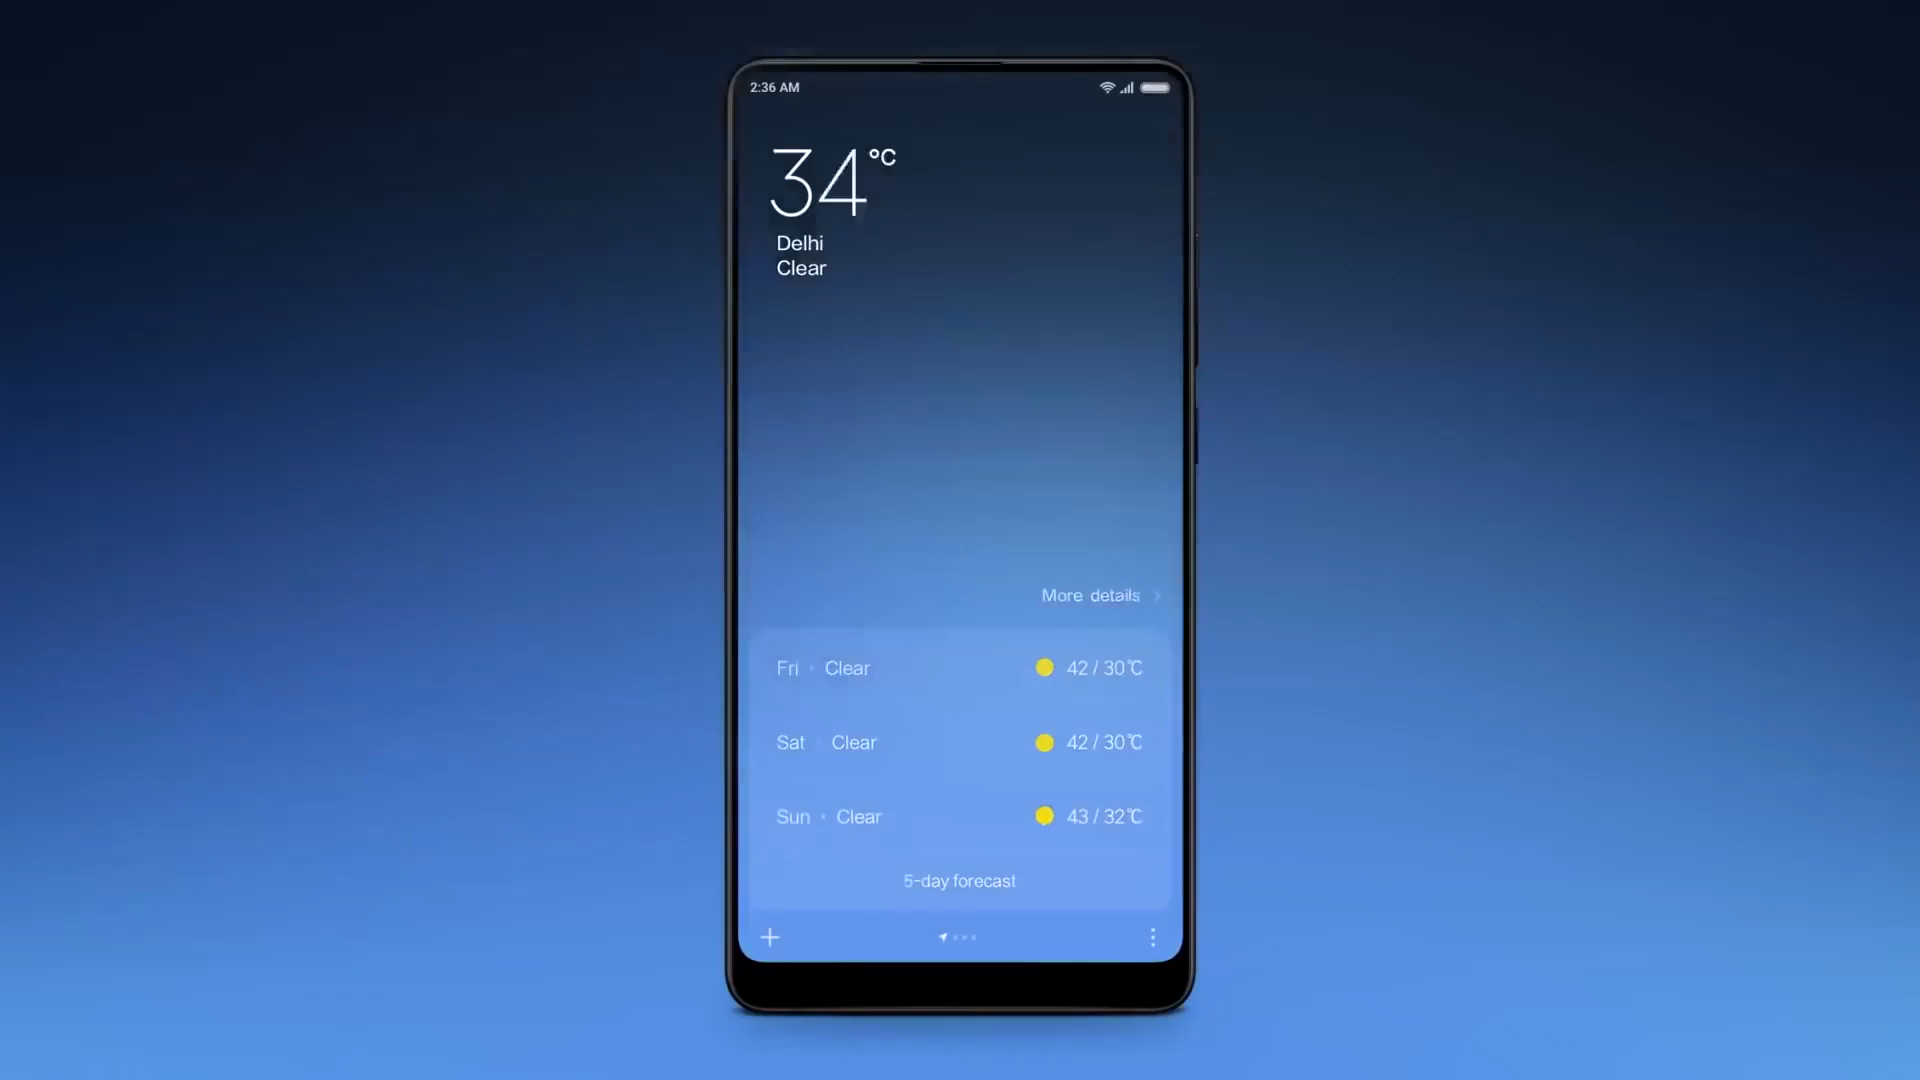 2:36 AM
34°C
Delhi
Clear
More details
Fri • Clear 42 / 30℃
Sat • Clear 42 / 30℃
Sun • Clear 43 / 32℃
5-day forecast